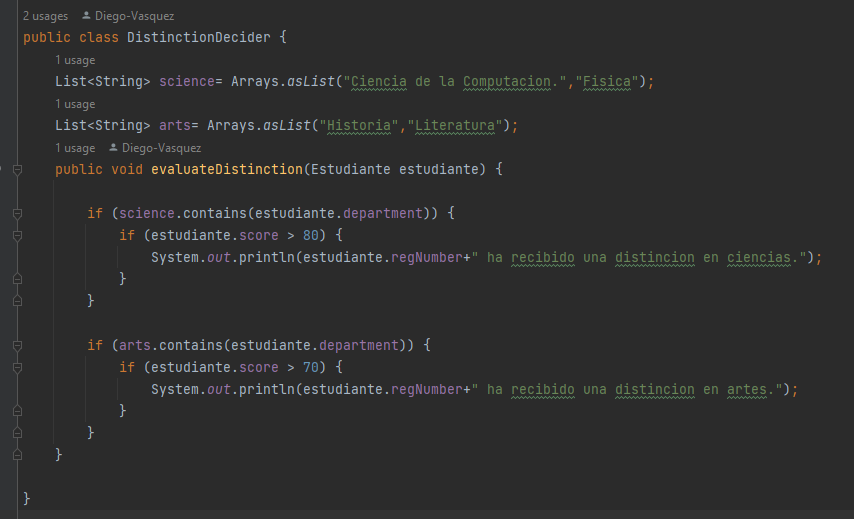 2 usages Diego-Vasquez
public class DistinctionDecider {
1 usage
List<String> science= Arrays.asList("Ciencia de la Computacion.","Fisica");
1 usage
List<String> arts= Arrays.asList("Historia","Literatura");
1 usage Diego-Vasquez
public void evaluateDistinction(Estudiante estudiante) {
if (science.contains(estudiante.department)) {
if (estudiante.score > 80) {
System.out.println(estudiante.regNumber+" ha recibido una distincion en ciencias.");
}
}
if (arts.contains(estudiante.department)) {
if (estudiante.score > 70) {
System.out.println(estudiante.regNumber+" ha recibido una distincion en artes.");
}
}
}
}